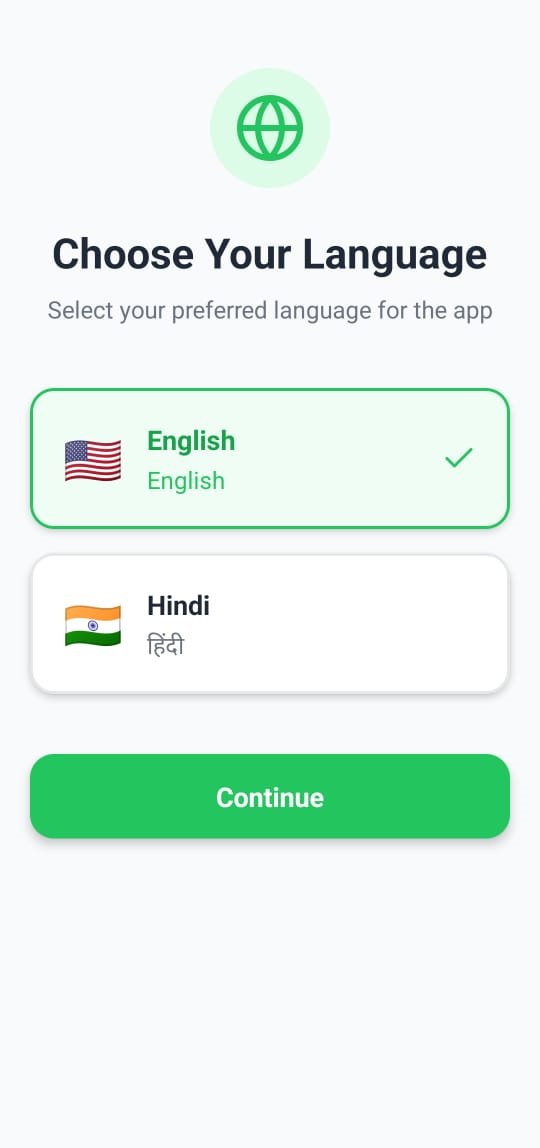 Choose Your Language
Select your preferred language for the app
English
English
Hindi
हिंदी
Continue